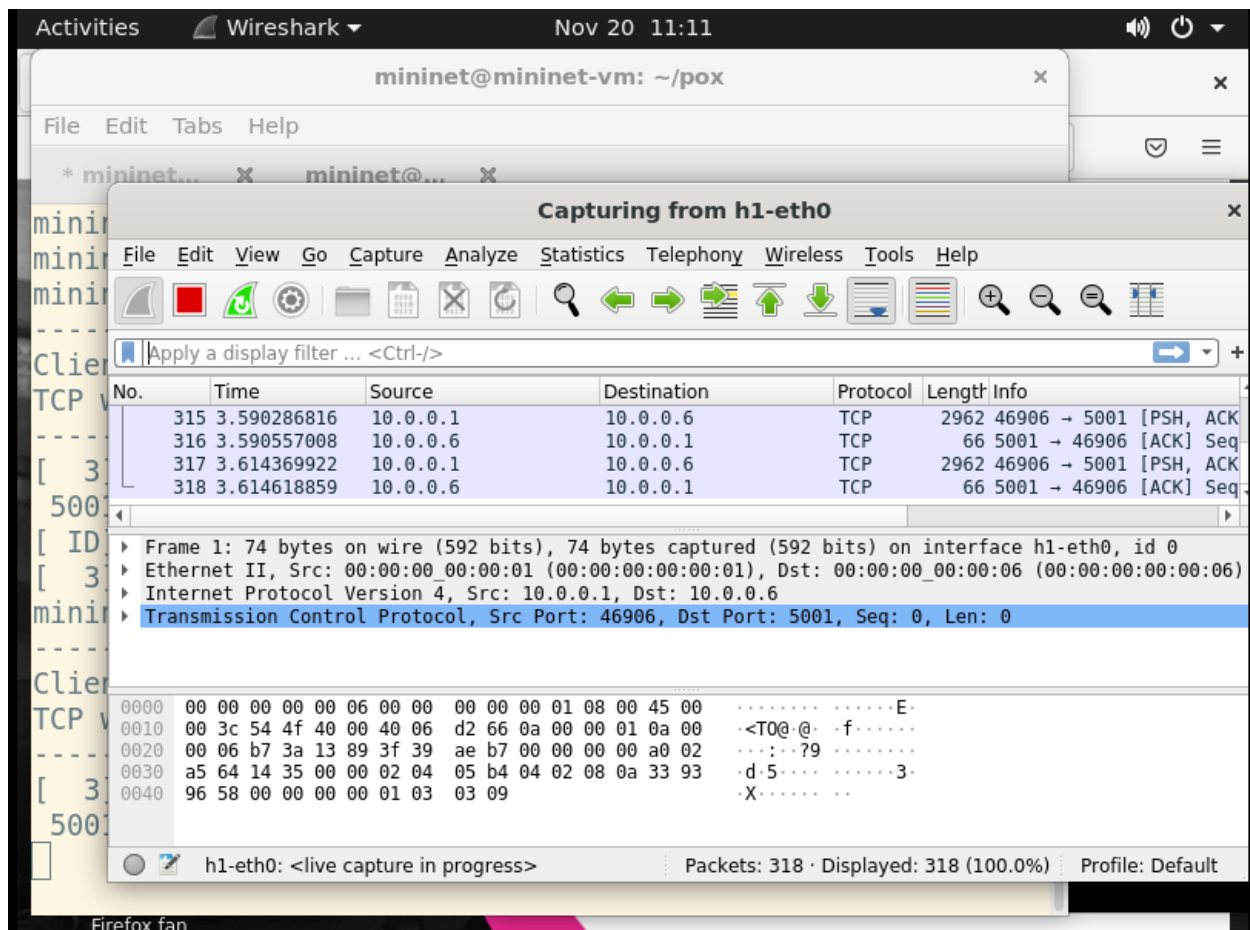 Activities Wireshark Nov 20 11:11
mininet@mininet-vm: ~/pox
File Edit Tabs Help
* mininet... mininet@...
Capturing from h1-eth0
File Edit View Go Capture Analyze Statistics Telephony Wireless Tools Help
Apply a display filter ... <Ctrl-/>
No. Time Source Destination Protocol Length Info
315 3.590286816 10.0.0.1 10.0.0.6 TCP 2962 46906 → 5001 [PSH, ACK
316 3.590557008 10.0.0.6 10.0.0.1 TCP 66 5001 → 46906 [ACK] Seq
317 3.614369922 10.0.0.1 10.0.0.6 TCP 2962 46906 → 5001 [PSH, ACK
318 3.614618859 10.0.0.6 10.0.0.1 TCP 66 5001 → 46906 [ACK] Seq
Frame 1: 74 bytes on wire (592 bits), 74 bytes captured (592 bits) on interface h1-eth0, id 0
Ethernet II, Src: 00:00:00_00:00:01 (00:00:00:00:00:01), Dst: 00:00:00_00:00:06 (00:00:00:00:00:06)
Internet Protocol Version 4, Src: 10.0.0.1, Dst: 10.0.0.6
Transmission Control Protocol, Src Port: 46906, Dst Port: 5001, Seq: 0, Len: 0
0000 00 00 00 00 00 06 00 00 00 00 00 01 08 00 45 00 ········ ······E·
0010 00 3c 54 4f 40 00 40 06 d2 66 0a 00 00 01 0a 00 ·<TO@·@· ·f······
0020 00 06 b7 3a 13 89 3f 39 ae b7 00 00 00 00 a0 02 ···:··?9 ········
0030 a5 64 14 35 00 00 02 04 05 b4 04 02 08 0a 33 93 ·d·5···· ······3·
0040 96 58 00 00 00 00 01 03 03 09 ·X······ ··
h1-eth0: <live capture in progress> Packets: 318 · Displayed: 318 (100.0%) Profile: Default
TCP
-----
[ 3]
[ ID]
[ 3]
-----
TCP
-----
[ 3
Firefox fan